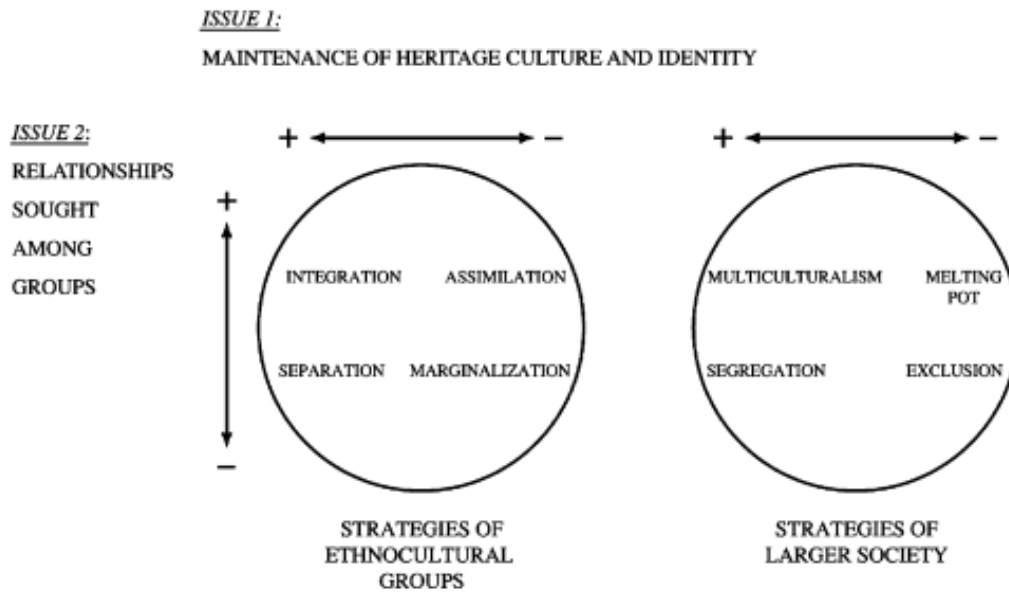 ISSUE 1:
MAINTENANCE OF HERITAGE CULTURE AND IDENTITY
ISSUE 2:
RELATIONSHIPS
SOUGHT
AMONG
GROUPS
+ −
+
−
INTEGRATION ASSIMILATION
SEPARATION MARGINALIZATION
STRATEGIES OF
ETHNOCULTURAL
GROUPS
+ −
MULTICULTURALISM MELTING
POT
SEGREGATION EXCLUSION
STRATEGIES OF
LARGER SOCIETY